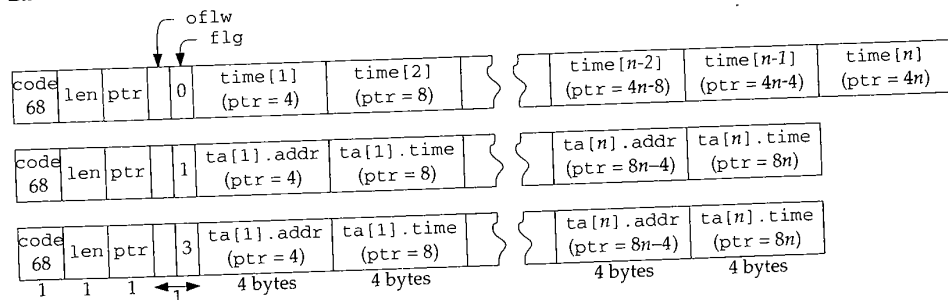 oflw
flg
code 68 len ptr 0 time[1] (ptr = 4) time[2] (ptr = 8) time[n-2] (ptr = 4n-8) time[n-1] (ptr = 4n-4) time[n] (ptr = 4n)
code 68 len ptr 1 ta[1].addr (ptr = 4) ta[1].time (ptr = 8) ta[n].addr (ptr = 8n–4) ta[n].time (ptr = 8n)
code 68 len ptr 3 ta[1].addr (ptr = 4) ta[1].time (ptr = 8) ta[n].addr (ptr = 8n–4) ta[n].time (ptr = 8n)
1 1 1 1 4 bytes 4 bytes 4 bytes 4 bytes